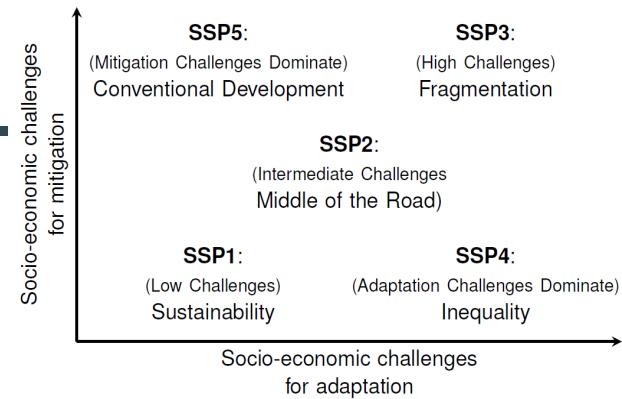 Socio-economic challenges
for mitigation
SSP5:
(Mitigation Challenges Dominate)
Conventional Development
SSP3:
(High Challenges)
Fragmentation
SSP2:
(Intermediate Challenges
Middle of the Road)
SSP1:
(Low Challenges)
Sustainability
SSP4:
(Adaptation Challenges Dominate)
Inequality
Socio-economic challenges
for adaptation